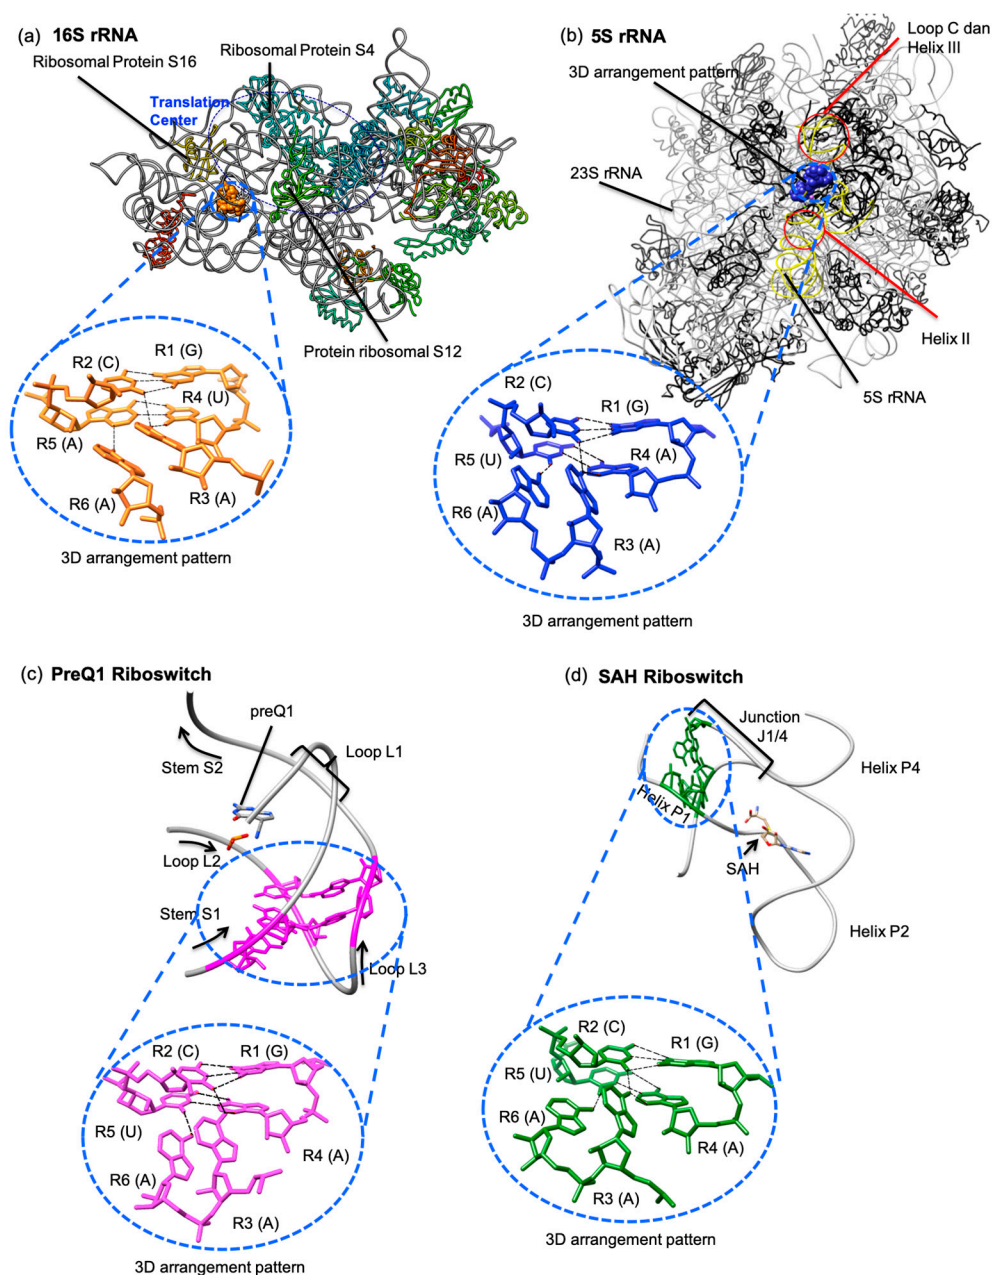 (a) 16S rRNA
Ribosomal Protein S16
Ribosomal Protein S4
Translation
Center
Protein ribosomal S12
R2 (C)
R1 (G)
R4 (U)
R5 (A)
R6 (A)
R3 (A)
3D arrangement pattern
(b) 5S rRNA
Loop C dan
Helix III
3D arrangement pattern
23S rRNA
Helix II
5S rRNA
R2 (C)
R1 (G)
R5 (U)
R4 (A)
R6 (A)
R3 (A)
3D arrangement pattern
(c) PreQ1 Riboswitch
preQ1
Loop L1
Stem S2
Loop L2
Stem S1
Loop L3
R2 (C)
R1 (G)
R5 (U)
R4 (A)
R6 (A)
R3 (A)
3D arrangement pattern
(d) SAH Riboswitch
Junction
J1/4
Helix P4
Helix P1
SAH
Helix P2
R2 (C)
R1 (G)
R5 (U)
R6 (A)
R4 (A)
R3 (A)
3D arrangement pattern